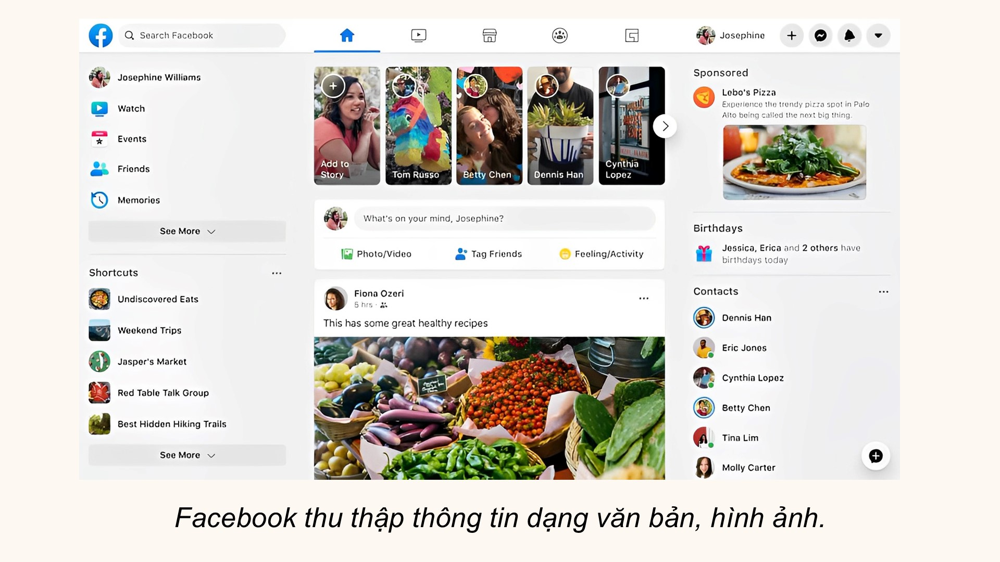 Search Facebook
Josephine
Josephine Williams
Watch
Events
Friends
Memories
See More
Shortcuts
Undiscovered Eats
Weekend Trips
Jasper's Market
Red Table Talk Group
Best Hidden Hiking Trails
See More
Add to
Story
Tom Russo
Betty Chen
Dennis Han
Cynthia
Lopez
What's on your mind, Josephine?
Photo/Video
Tag Friends
Feeling/Activity
Fiona Ozeri
5 hrs ·
This has some great healthy recipes
Sponsored
Lebo's Pizza
Experience the trendy pizza spot in Palo
Alto being called the next big thing.
Birthdays
Jessica, Erica and 2 others have
birthdays today
Contacts
Dennis Han
Eric Jones
Cynthia Lopez
Betty Chen
Tina Lim
Molly Carter
Facebook thu thập thông tin dạng văn bản, hình ảnh.